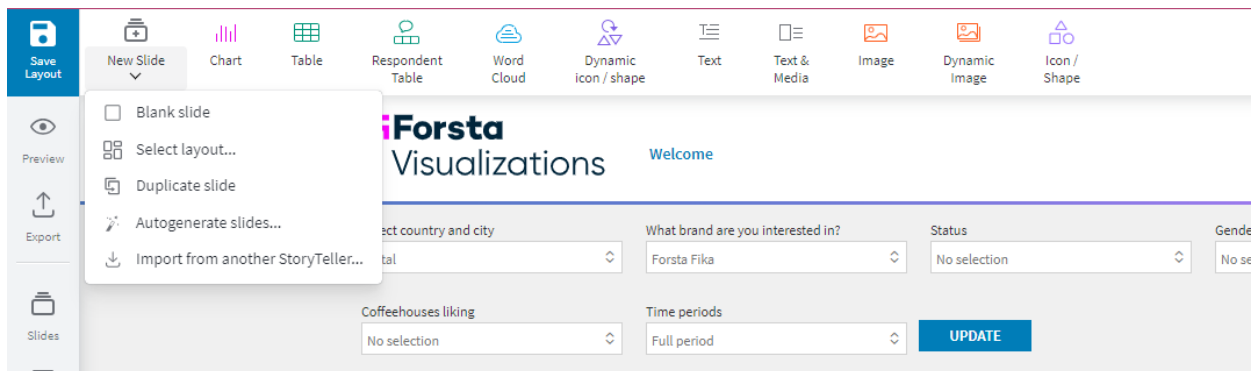 Save
Layout
New Slide
Chart
Table
Respondent
Table
Word
Cloud
Dynamic
icon / shape
Text
Text &
Media
Image
Dynamic
Image
Icon /
Shape
Blank slide
Select layout...
Duplicate slide
Autogenerate slides...
Import from another StoryTeller...
Preview
Export
Slides
Forsta
Visualizations
Welcome
ect country and city
What brand are you interested in?
Status
Gende
tal
Forsta Fika
No selection
No se
Coffeehouses liking
Time periods
No selection
Full period
UPDATE